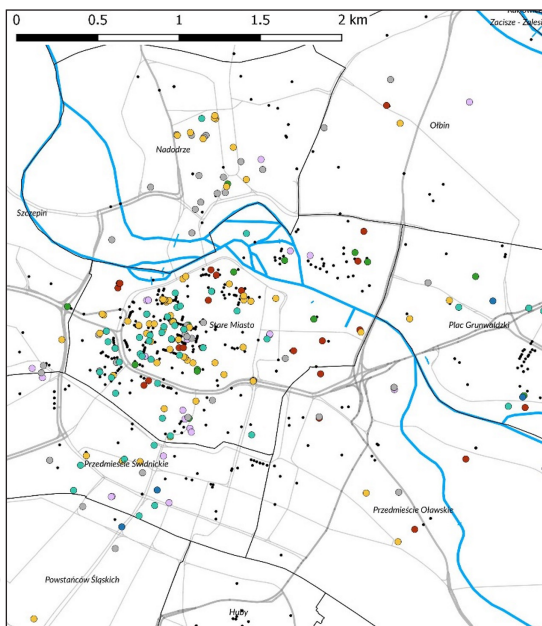 0 0.5 1 1.5 2 km
Zacisze - Zalesie
Ołbin
Nadodrze
Szczepin
Stare Miasto
Plac Grunwaldzki
Przedmieście Świdnickie
Przedmieście Oławskie
Powstańców Śląskich
Huby